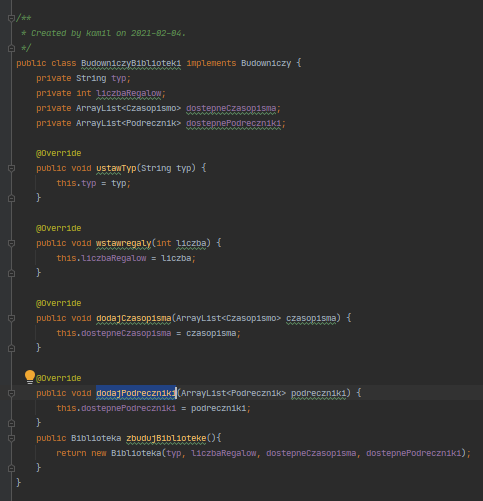 /**
 * Created by kamil on 2021-02-04.
 */
public class BudowniczyBiblioteki implements Budowniczy {
    private String typ;
    private int liczbaRegalow;
    private ArrayList<Czasopismo> dostepneCzasopisma;
    private ArrayList<Podrecznik> dostepnePodreczniki;

    @Override
    public void ustawTyp(String typ) {
        this.typ = typ;
    }

    @Override
    public void wstawregaly(int liczba) {
        this.liczbaRegalow = liczba;
    }

    @Override
    public void dodajCzasopisma(ArrayList<Czasopismo> czasopisma) {
        this.dostepneCzasopisma = czasopisma;
    }

    @Override
    public void dodajPodreczniki(ArrayList<Podrecznik> podreczniki) {
        this.dostepnePodreczniki = podreczniki;
    }
    public Biblioteka zbudujBiblioteke(){
        return new Biblioteka(typ, liczbaRegalow, dostepneCzasopisma, dostepnePodreczniki);
    }
}